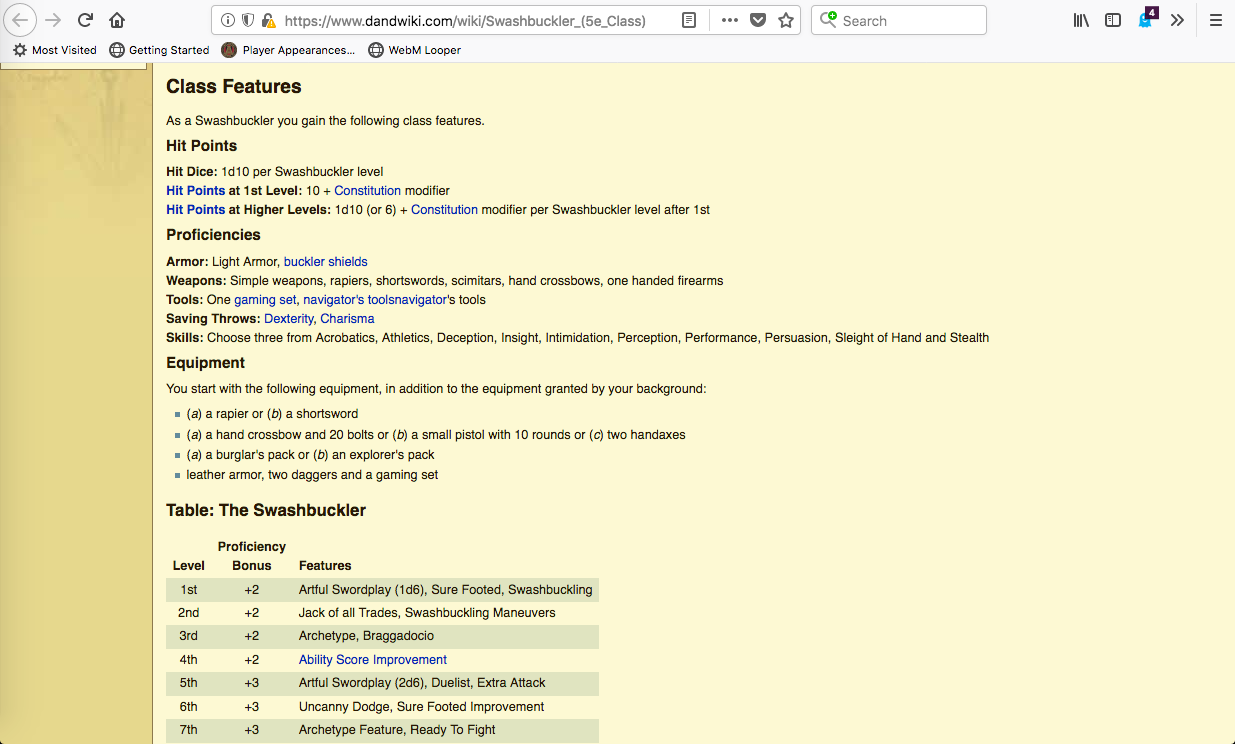 https://www.dandwiki.com/wiki/Swashbuckler_(5e_Class)
Search
4
Most Visited
Getting Started
Player Appearances...
WebM Looper
Class Features
As a Swashbuckler you gain the following class features.
Hit Points
Hit Dice: 1d10 per Swashbuckler level
Hit Points at 1st Level: 10 + Constitution modifier
Hit Points at Higher Levels: 1d10 (or 6) + Constitution modifier per Swashbuckler level after 1st
Proficiencies
Armor: Light Armor, buckler shields
Weapons: Simple weapons, rapiers, shortswords, scimitars, hand crossbows, one handed firearms
Tools: One gaming set, navigator's toolsnavigator's tools
Saving Throws: Dexterity, Charisma
Skills: Choose three from Acrobatics, Athletics, Deception, Insight, Intimidation, Perception, Performance, Persuasion, Sleight of Hand and Stealth
Equipment
You start with the following equipment, in addition to the equipment granted by your background:
(a) a rapier or (b) a shortsword
(a) a hand crossbow and 20 bolts or (b) a small pistol with 10 rounds or (c) two handaxes
(a) a burglar's pack or (b) an explorer's pack
leather armor, two daggers and a gaming set
Table: The Swashbuckler
Proficiency
Level Bonus Features
1st +2 Artful Swordplay (1d6), Sure Footed, Swashbuckling
2nd +2 Jack of all Trades, Swashbuckling Maneuvers
3rd +2 Archetype, Braggadocio
4th +2 Ability Score Improvement
5th +3 Artful Swordplay (2d6), Duelist, Extra Attack
6th +3 Uncanny Dodge, Sure Footed Improvement
7th +3 Archetype Feature, Ready To Fight